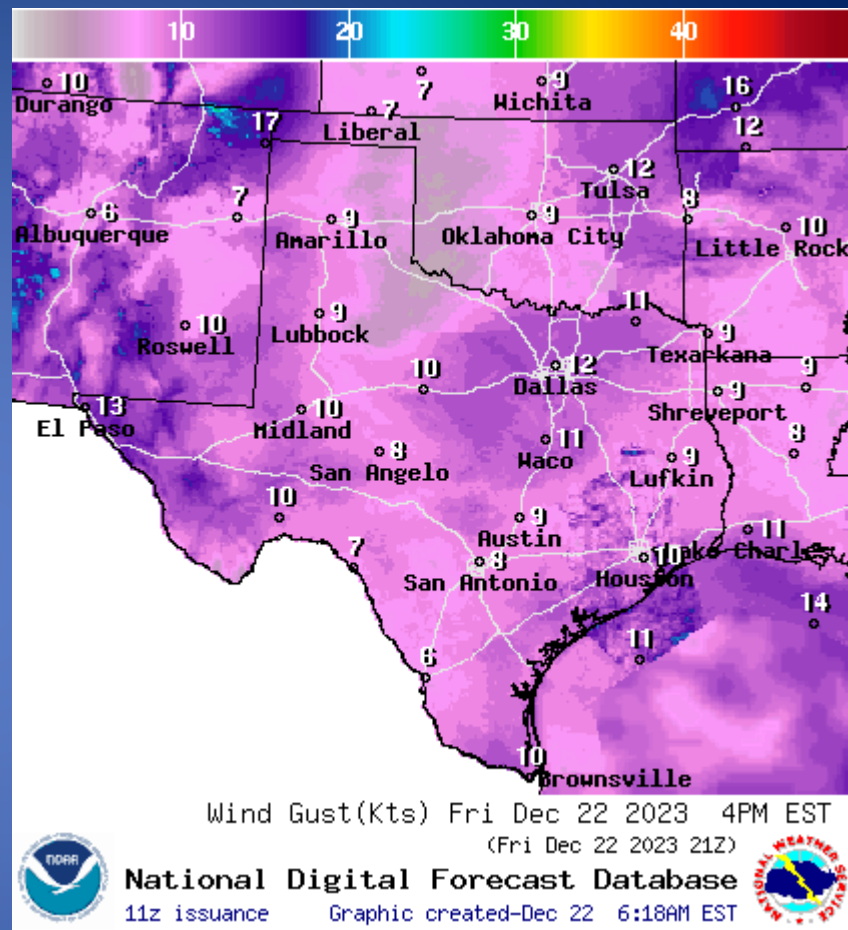 10 20 30 40
10
Durango
7
9
Wichita
16
7
Liberal
17
12
12
Tulsa
6
Albuquerque
7
9
Amarillo
9
Oklahoma City
8
10
Little Rock
10
Roswell
9
Lubbock
11
9
Texarkana
12
Dallas
10
9
Shreveport
9
13
El Paso
10
Midland
11
Waco
8
San Angelo
9
Lufkin
8
10
9
Austin
11
Lake Charles
7
8
San Antonio
10
Houston
14
11
6
10
Brownsville
Wind Gust(Kts) Fri Dec 22 2023 4PM EST
(Fri Dec 22 2023 21Z)
NOAA
National Digital Forecast Database
11z issuance Graphic created-Dec 22 6:18AM EST
NATIONAL WEATHER SERVICE